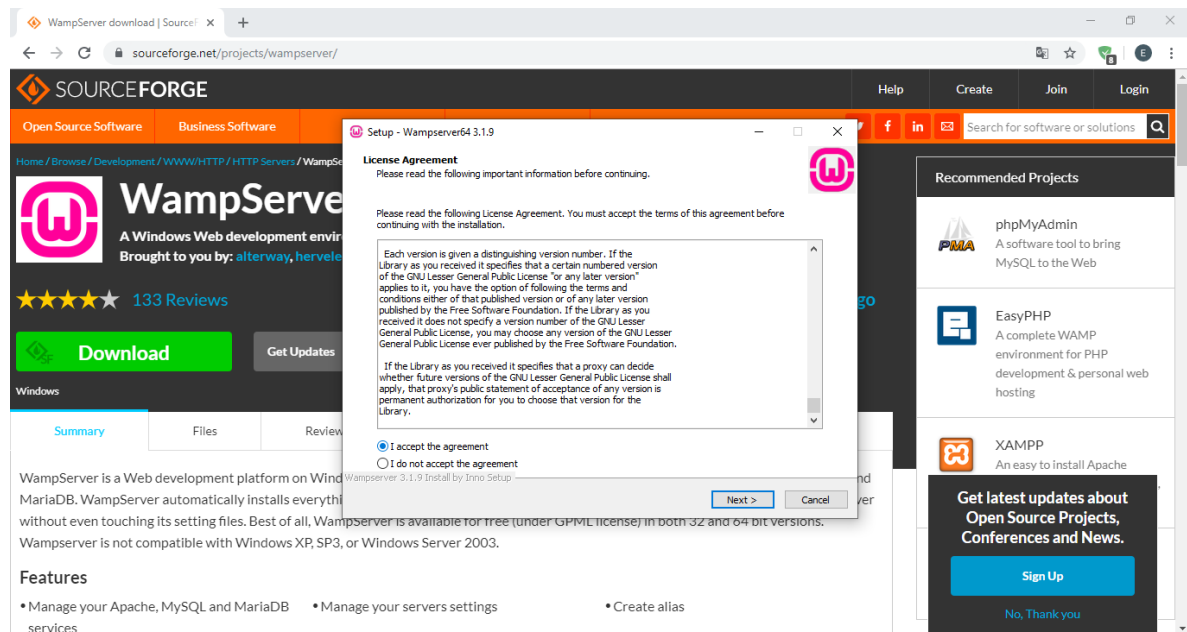 WampServer download | SourceF
sourceforge.net/projects/wampserver/
8
E
SOURCEFORGE
Help Create Join Login
Open Source Software Business Software
f in Search for software or solutions
Home / Browse / Development / WWW/HTTP / HTTP Servers / WampSe
WampServe
A Windows Web development envir
Brought to you by: alterway, hervele
133 Reviews
go
SF
Download
Get Updates
Windows
Summary Files Review
WampServer is a Web development platform on Wind
nd
MariaDB. WampServer automatically installs everythi
ver
without even touching its setting files. Best of all, WampServer is available for free (under GPML license) in both 32 and 64 bit versions.
Wampserver is not compatible with Windows XP, SP3, or Windows Server 2003.
Features
• Manage your Apache, MySQL and MariaDB
services
• Manage your servers settings
• Create alias
Setup - Wampserver64 3.1.9
License Agreement
Please read the following important information before continuing.
Please read the following License Agreement. You must accept the terms of this agreement before
continuing with the installation.
Each version is given a distinguishing version number. If the
Library as you received it specifies that a certain numbered version
of the GNU Lesser General Public License "or any later version"
applies to it, you have the option of following the terms and
conditions either of that published version or of any later version
published by the Free Software Foundation. If the Library as you
received it does not specify a version number of the GNU Lesser
General Public License, you may choose any version of the GNU Lesser
General Public License ever published by the Free Software Foundation.
If the Library as you received it specifies that a proxy can decide
whether future versions of the GNU Lesser General Public License shall
apply, that proxy's public statement of acceptance of any version is
permanent authorization for you to choose that version for the
Library.
I accept the agreement
I do not accept the agreement
Wampserver 3.1.9 Install by Inno Setup
Next > Cancel
Recommended Projects
PMA
phpMyAdmin
A software tool to bring
MySQL to the Web
EasyPHP
A complete WAMP
environment for PHP
development & personal web
hosting
XAMPP
An easy to install Apache
Get latest updates about
Open Source Projects,
Conferences and News.
Sign Up
No, Thank you